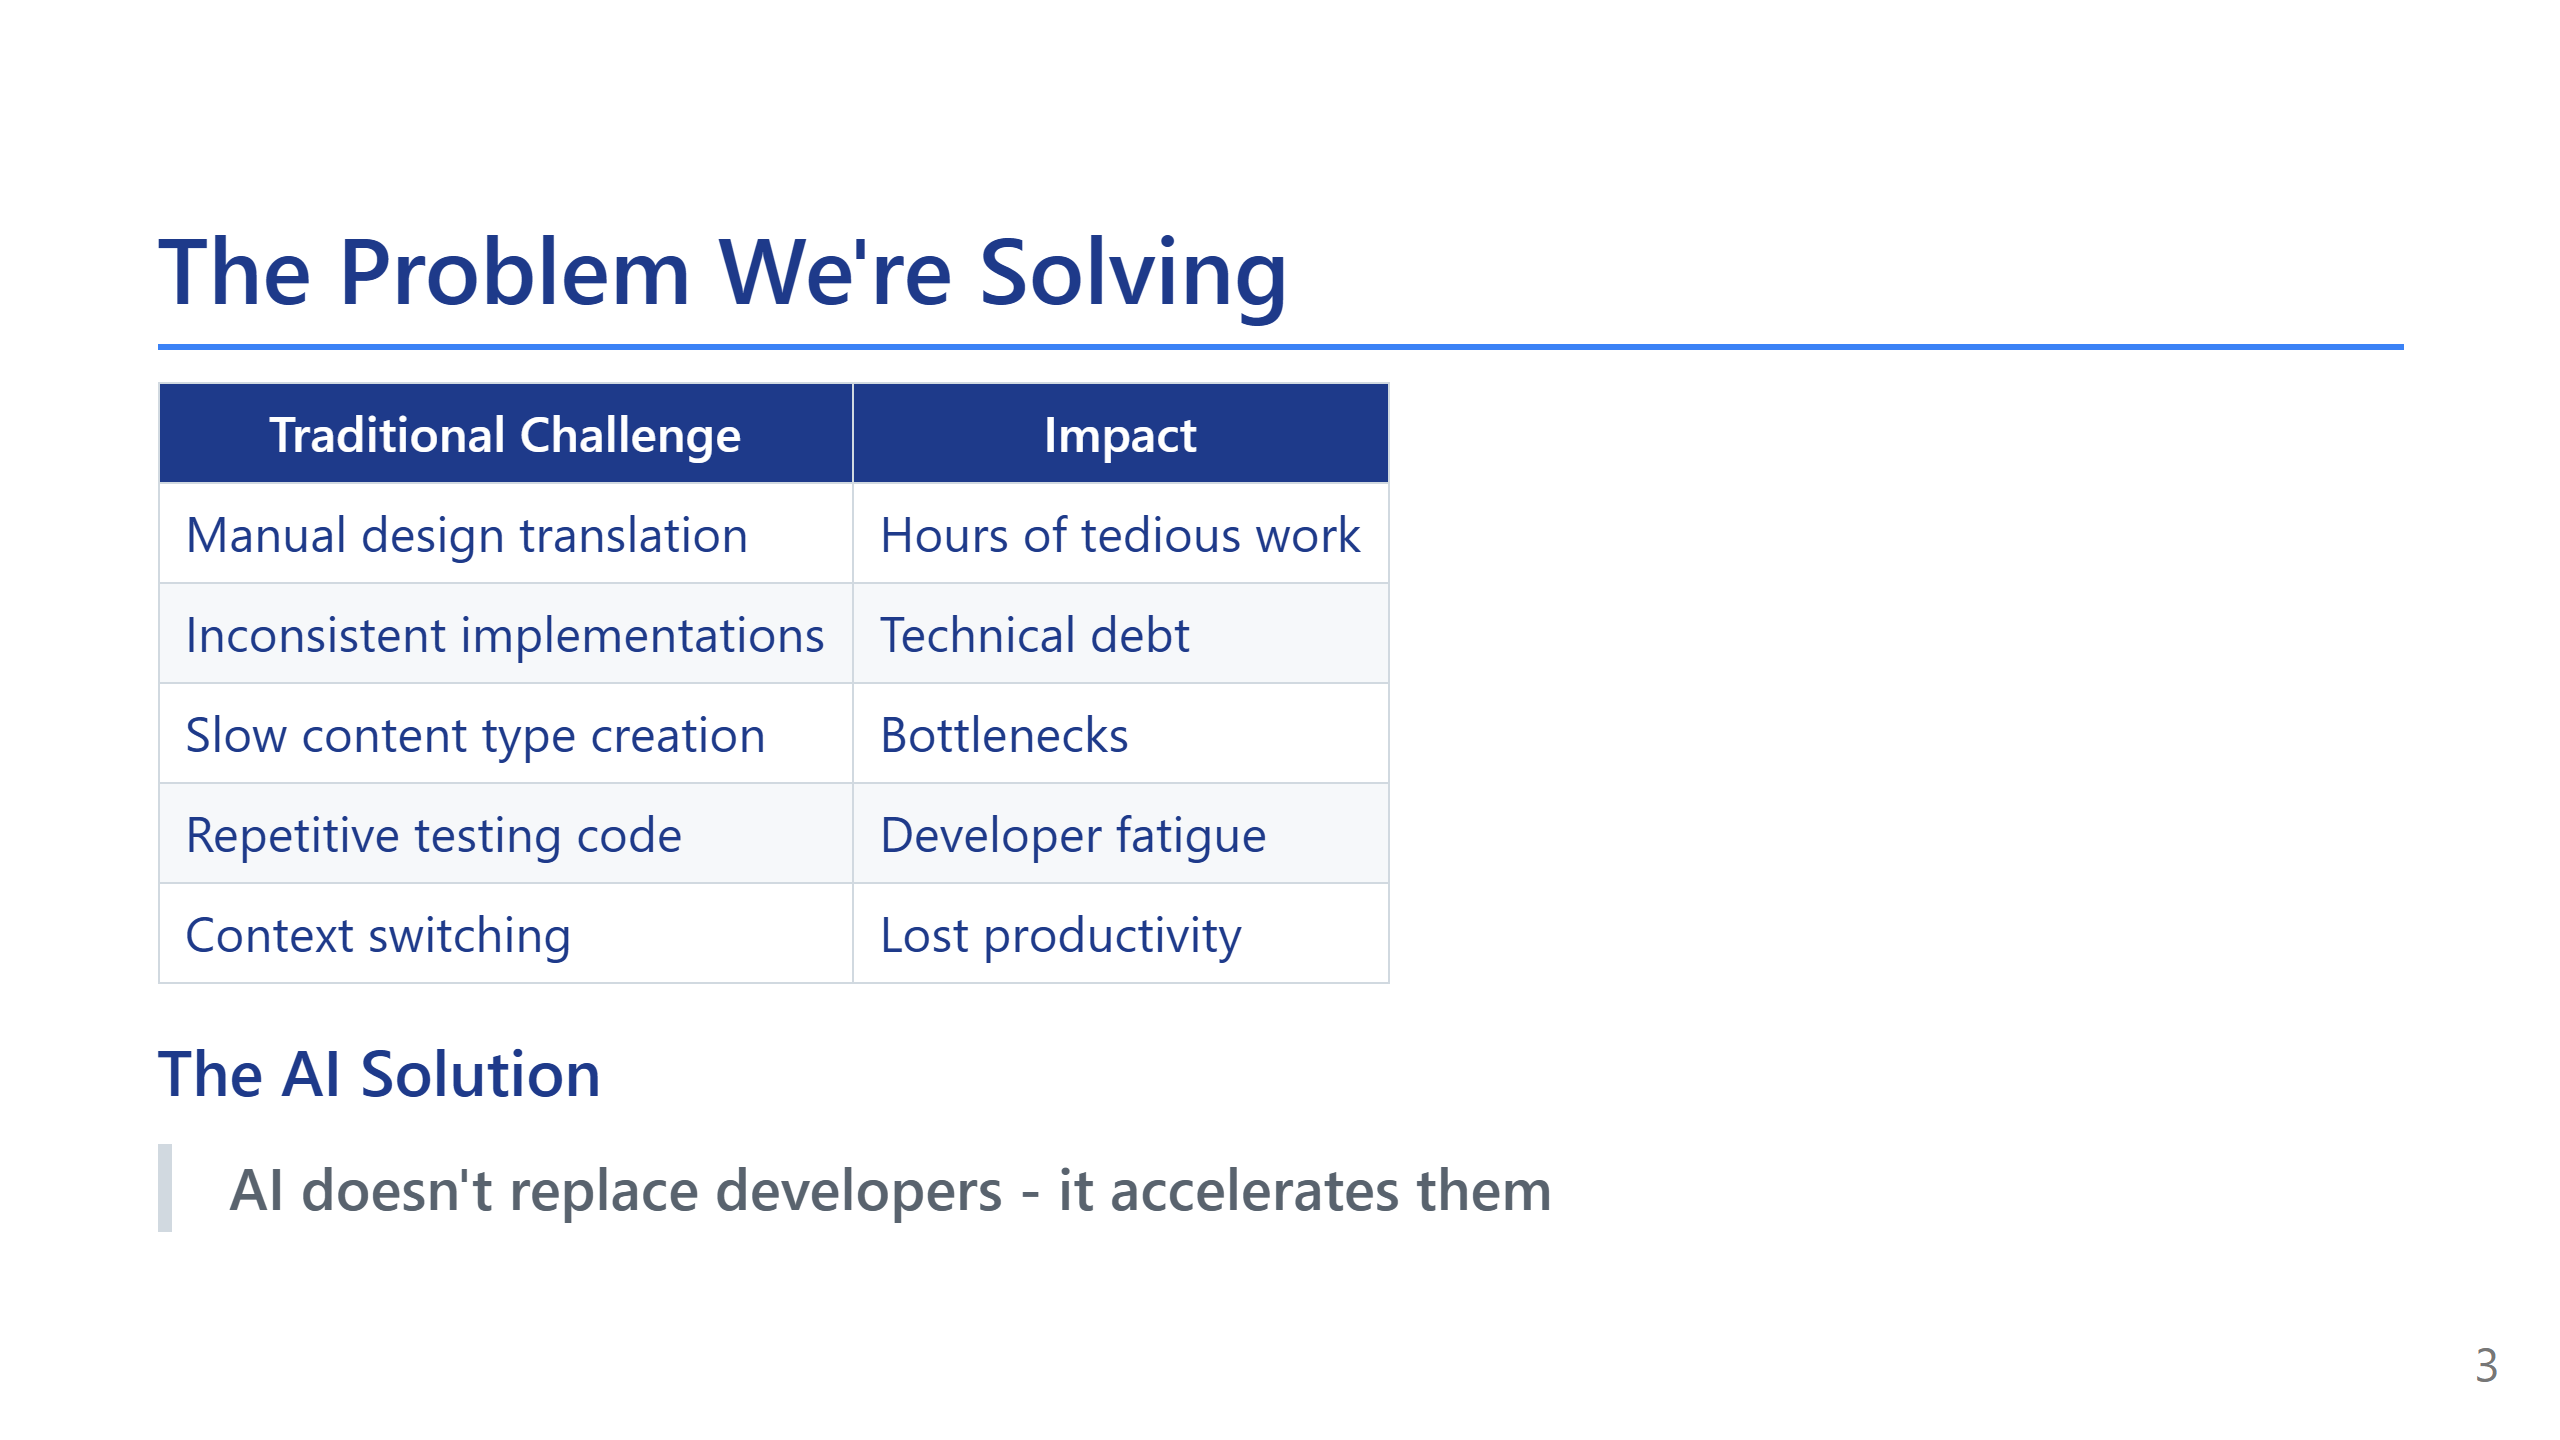 The Problem We're Solving
Traditional Challenge Impact
Manual design translation Hours of tedious work
Inconsistent implementations Technical debt
Slow content type creation Bottlenecks
Repetitive testing code Developer fatigue
Context switching Lost productivity
The AI Solution
AI doesn't replace developers - it accelerates them
3